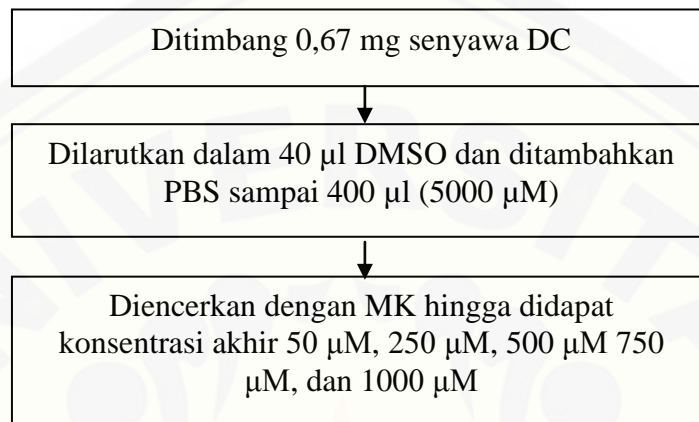 Ditimbang 0,67 mg senyawa DC
Dilarutkan dalam 40 µl DMSO dan ditambahkan
PBS sampai 400 µl (5000 µM)
Diencerkan dengan MK hingga didapat
konsentrasi akhir 50 µM, 250 µM, 500 µM 750
µM, dan 1000 µM
UNIVERSITA